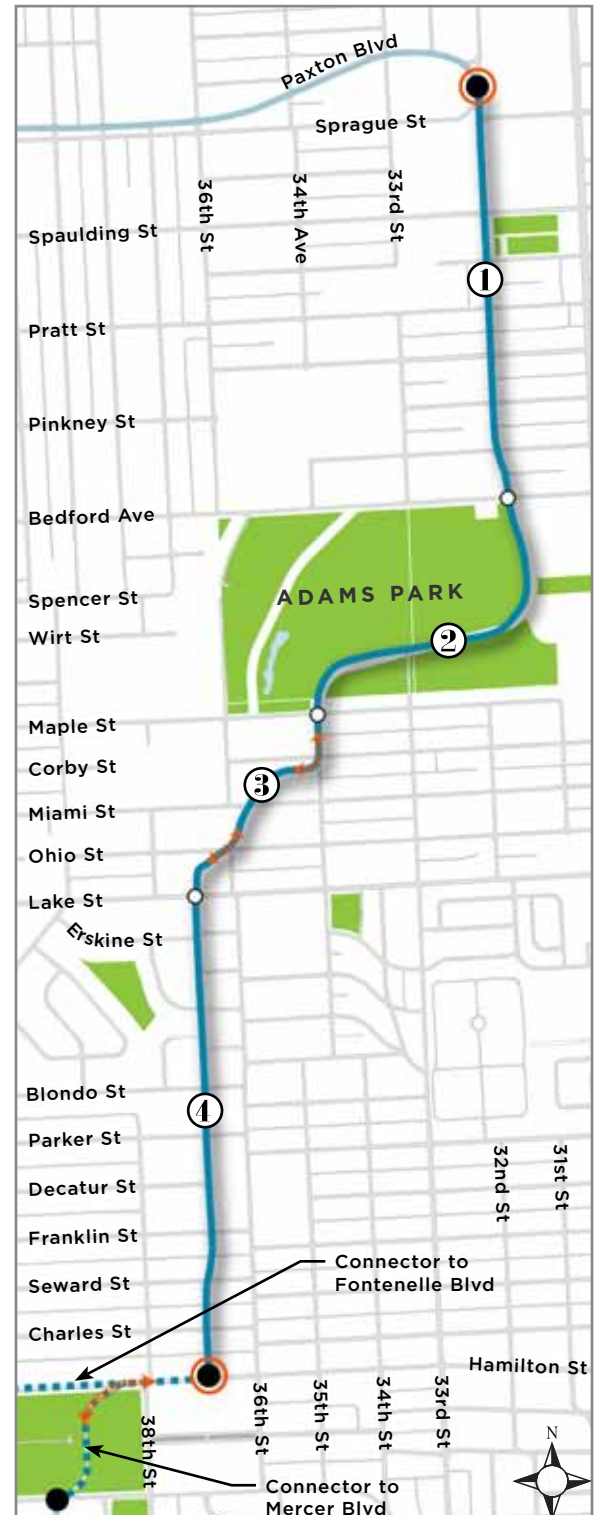 Paxton Blvd
Sprague St
36th St
34th Ave
33rd St
Spaulding St
1
Pratt St
Pinkney St
Bedford Ave
Spencer St
ADAMS PARK
Wirt St
2
Maple St
Corby St
3
Miami St
Ohio St
Lake St
Erskine St
Blondo St
4
Parker St
32nd St
31st St
Decatur St
Franklin St
Connector to
Fontenelle Blvd
Seward St
Charles St
Hamilton St
38th St
36th St
35th St
34th St
33rd St
N
Connector to
Mercer Blvd